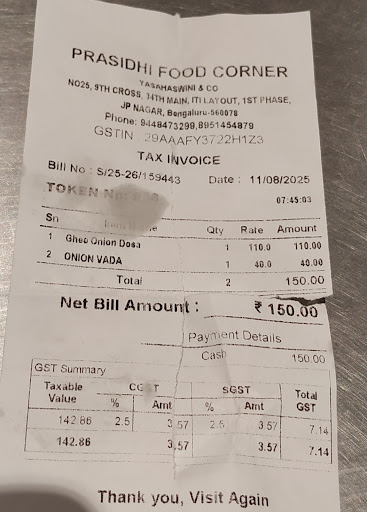 PRASIDHI FOOD CORNER
YASAHASWINI & CO
NO25, 9TH CROSS, 14TH MAIN, ITI LAYOUT, 1ST PHASE,
JP NAGAR, Bengaluru-560078
Phone: 9448473299,8951454879
GSTIN 29AAAFY3722H1Z3
TAX INVOICE
Bill No : S/25-26/159443 Date : 11/08/2025
TOKEN No: 07:45:03
Sn Qty Rate Amount
1 Ghee Onion Dosa 1 110.0 110.00
2 ONION VADA 1 40.0 40.00
Total 2 150.00
Net Bill Amount : ₹ 150.00
Payment Details
Cash 150.00
GST Summary
Taxable Value CGST SGST Total GST
% Amt % Amt
142.86 2.5 3.57 2.5 3.57 7.14
142.86 3.57 3.57 7.14
Thank you, Visit Again